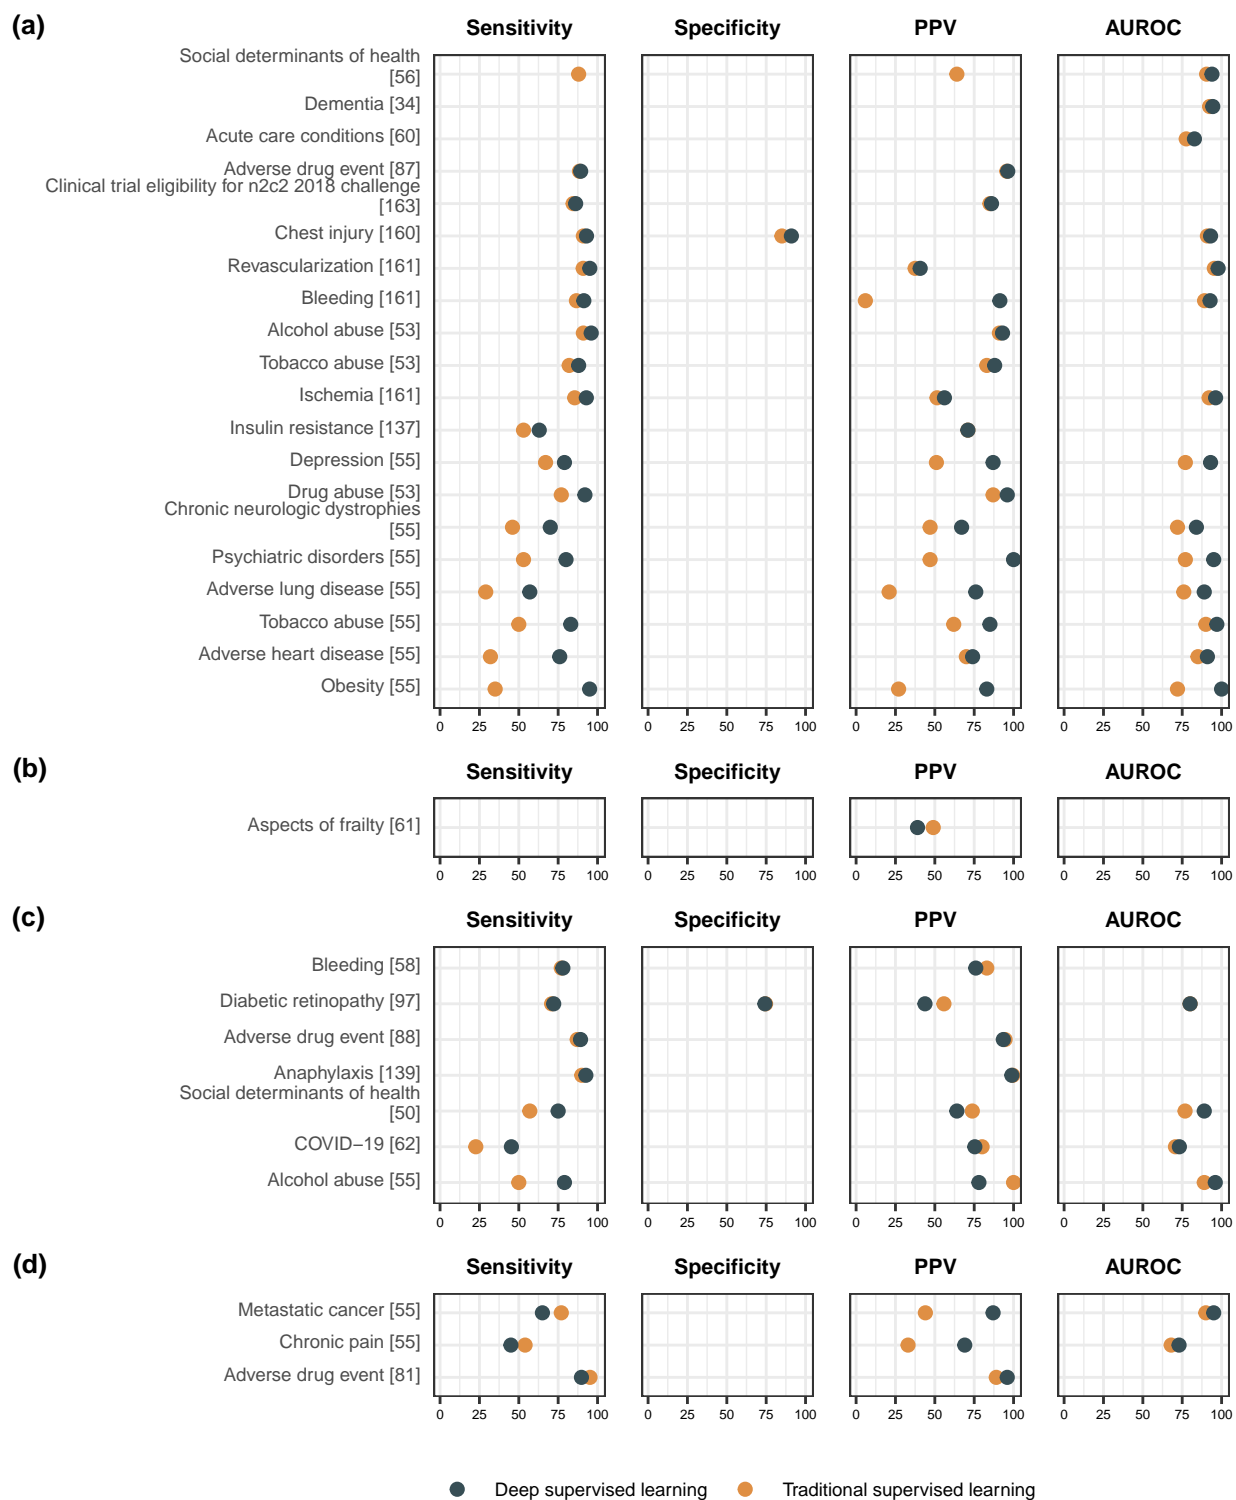 (a)
Sensitivity Specificity PPV AUROC
Social determinants of health
[56]
Dementia [34]
Acute care conditions [60]
Adverse drug event [87]
Clinical trial eligibility for n2c2 2018 challenge
[163]
Chest injury [160]
Revascularization [161]
Bleeding [161]
Alcohol abuse [53]
Tobacco abuse [53]
Ischemia [161]
Insulin resistance [137]
Depression [55]
Drug abuse [53]
Chronic neurologic dystrophies
[55]
Psychiatric disorders [55]
Adverse lung disease [55]
Tobacco abuse [55]
Adverse heart disease [55]
Obesity [55]
0 25 50 75 100 0 25 50 75 100 0 25 50 75 100 0 25 50 75 100
(b)
Sensitivity Specificity PPV AUROC
Aspects of frailty [61]
0 25 50 75 100 0 25 50 75 100 0 25 50 75 100 0 25 50 75 100
(c)
Sensitivity Specificity PPV AUROC
Bleeding [58]
Diabetic retinopathy [97]
Adverse drug event [88]
Anaphylaxis [139]
Social determinants of health
[50]
COVID−19 [62]
Alcohol abuse [55]
0 25 50 75 100 0 25 50 75 100 0 25 50 75 100 0 25 50 75 100
(d)
Sensitivity Specificity PPV AUROC
Metastatic cancer [55]
Chronic pain [55]
Adverse drug event [81]
0 25 50 75 100 0 25 50 75 100 0 25 50 75 100 0 25 50 75 100
Deep supervised learning Traditional supervised learning